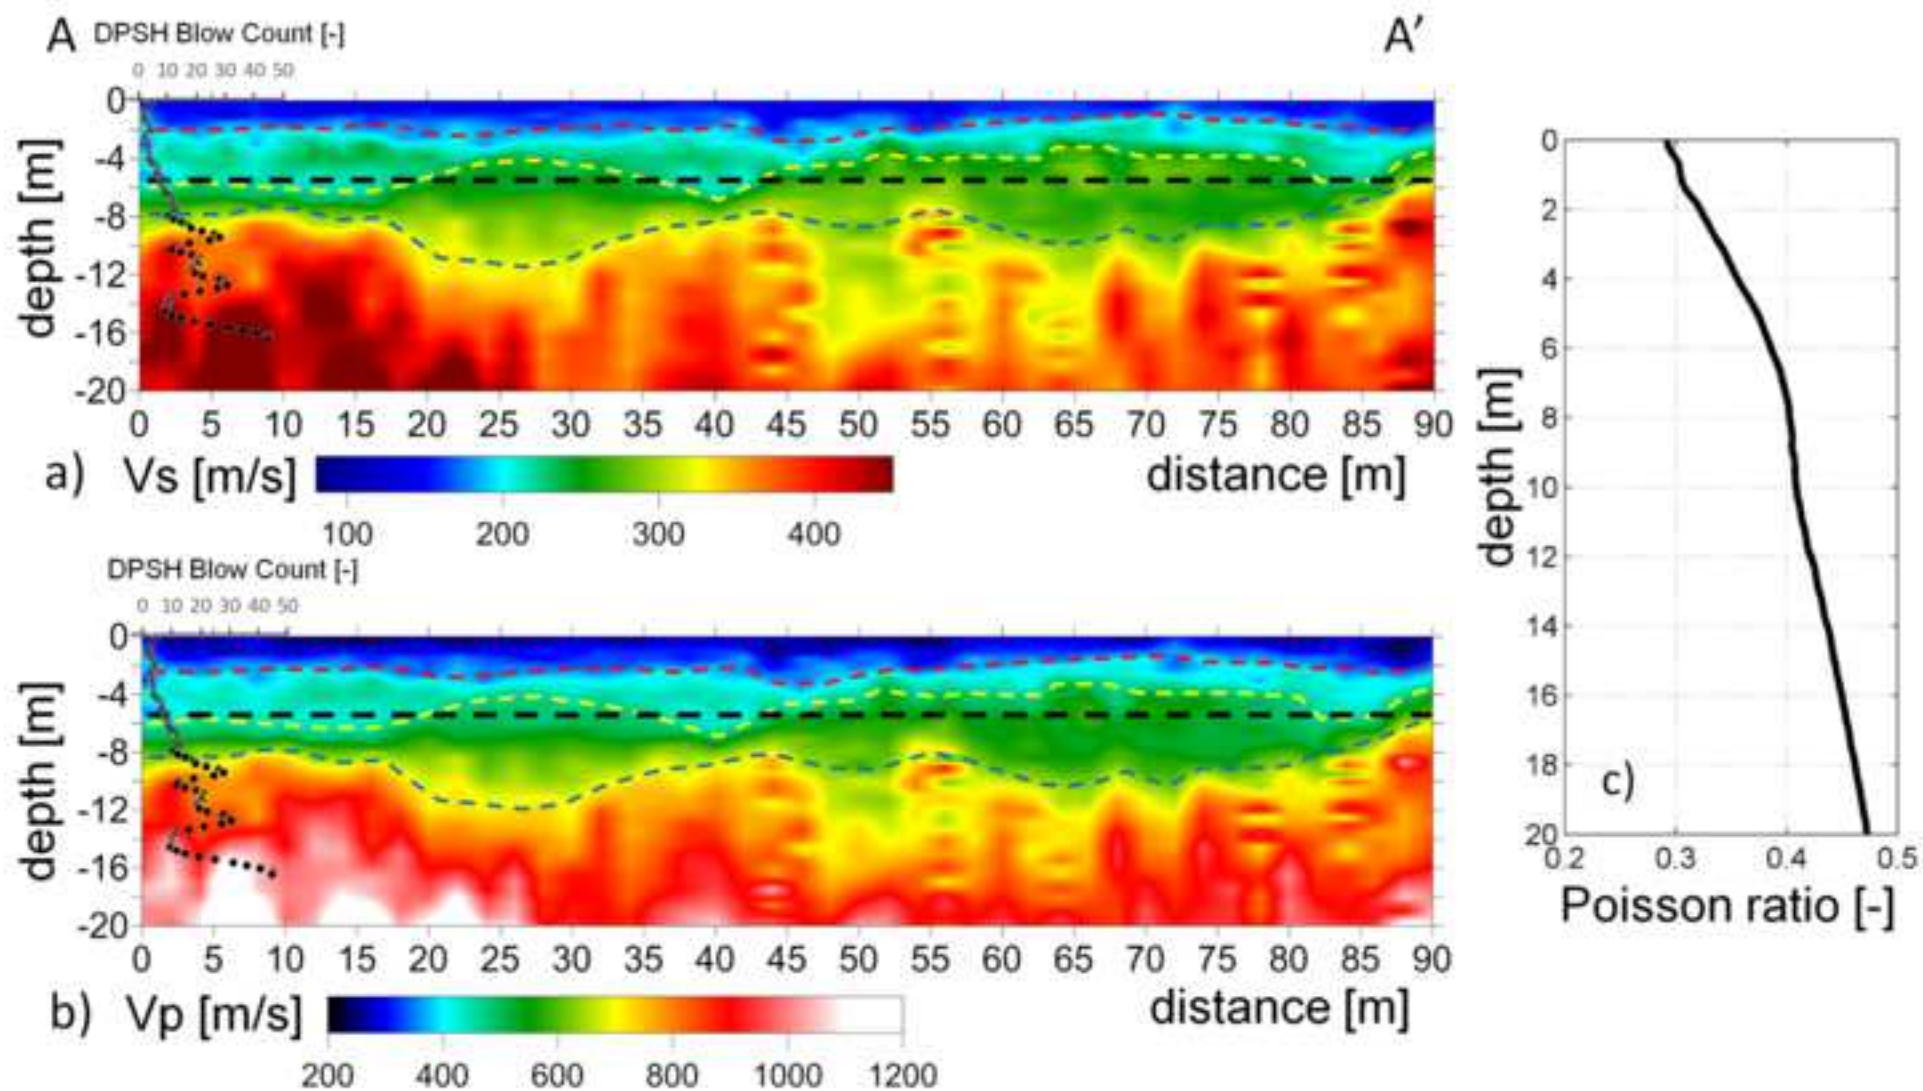 A DPSH Blow Count [-] A'
0 10 20 30 40 50
0
-4
-8
-12
-16
-20
depth [m]
0 5 10 15 20 25 30 35 40 45 50 55 60 65 70 75 80 85 90
a) Vs [m/s] distance [m]
100 200 300 400
DPSH Blow Count [-]
0 10 20 30 40 50
0
-4
-8
-12
-16
-20
depth [m]
0 5 10 15 20 25 30 35 40 45 50 55 60 65 70 75 80 85 90
b) Vp [m/s] distance [m]
200 400 600 800 1000 1200
0
2
4
6
8
10
12
14
16
18
20
depth [m]
c)
0.2 0.3 0.4 0.5
Poisson ratio [-]